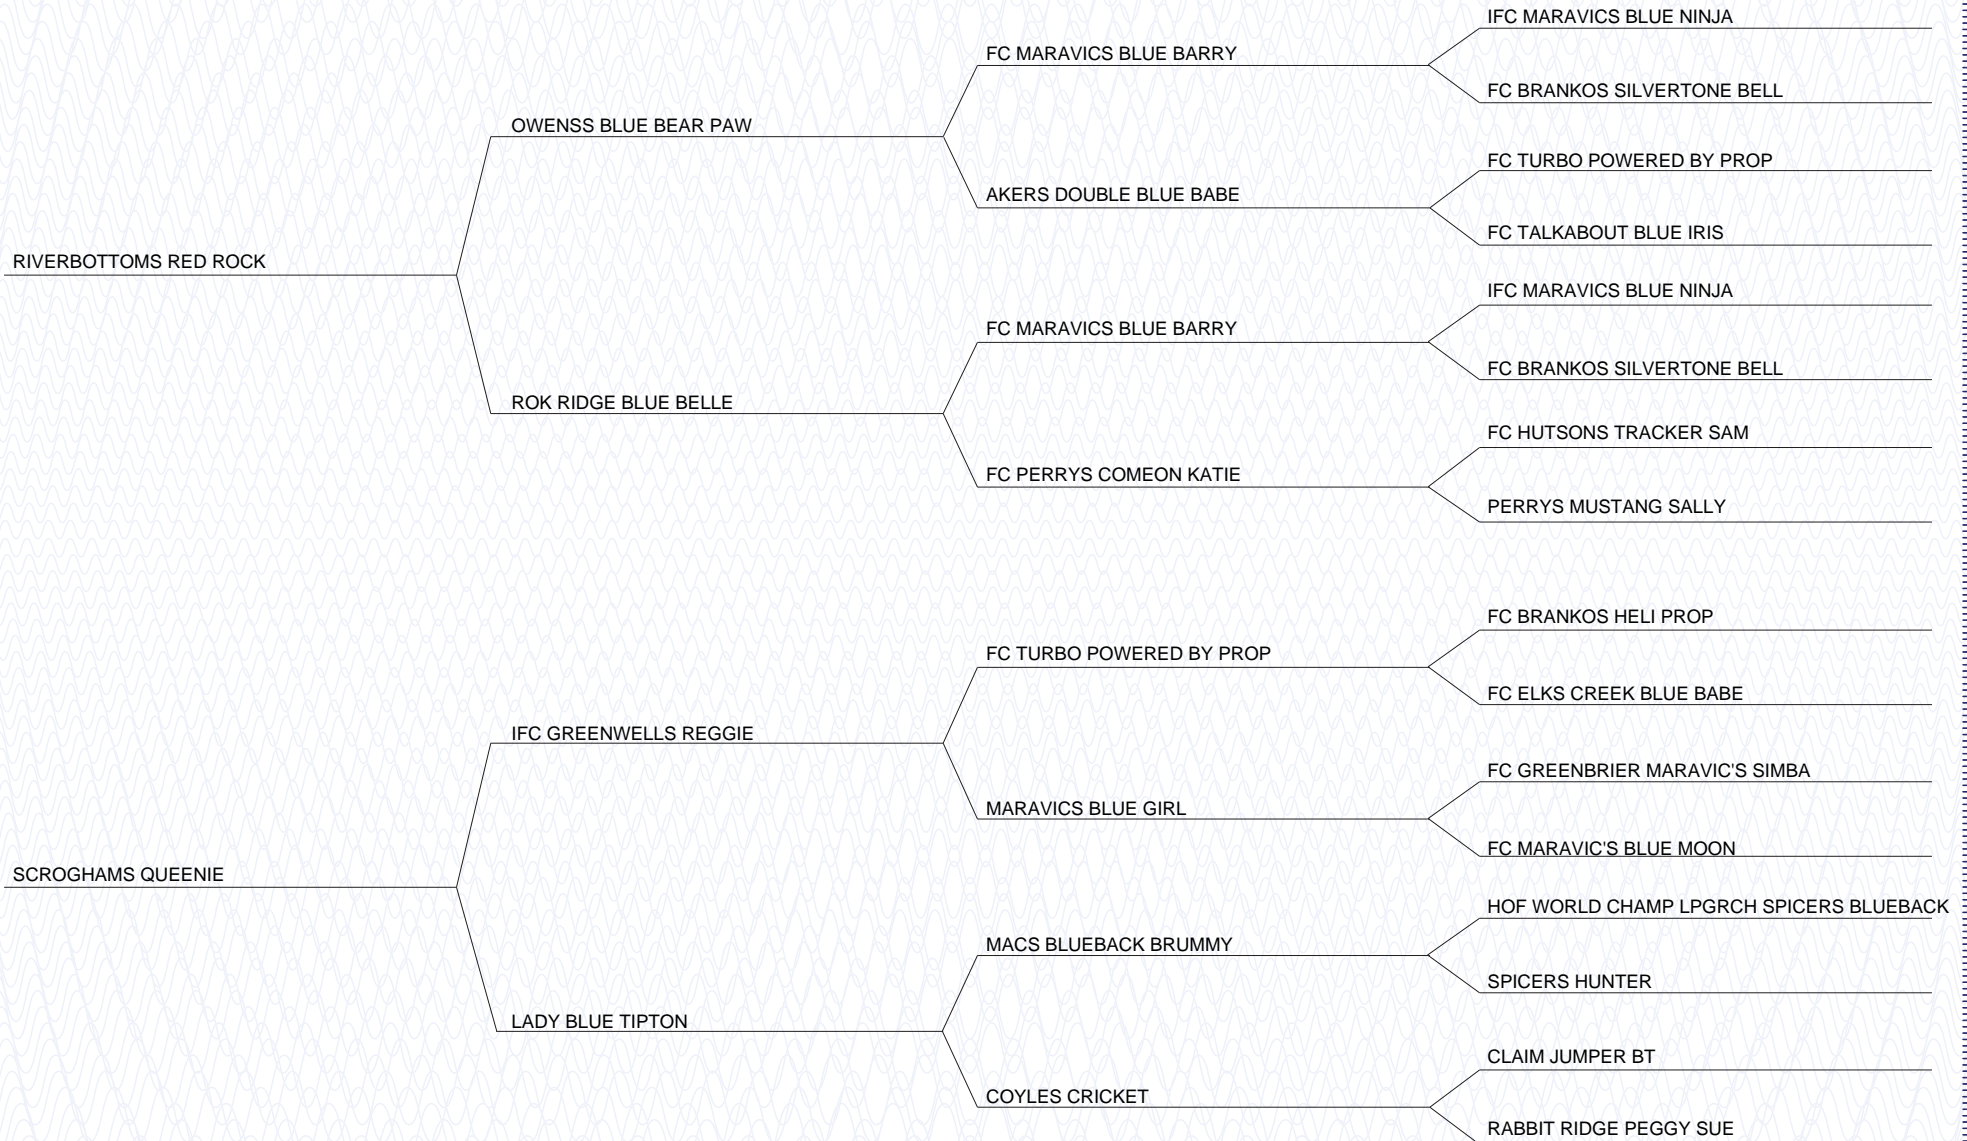 IFC MARAVICS BLUE NINJA
FC MARAVICS BLUE BARRY
FC BRANKOS SILVERTONE BELL
OWENSS BLUE BEAR PAW
FC TURBO POWERED BY PROP
AKERS DOUBLE BLUE BABE
FC TALKABOUT BLUE IRIS
RIVERBOTTOMS RED ROCK
IFC MARAVICS BLUE NINJA
FC MARAVICS BLUE BARRY
FC BRANKOS SILVERTONE BELL
ROK RIDGE BLUE BELLE
FC HUTSONS TRACKER SAM
FC PERRYS COMEON KATIE
PERRYS MUSTANG SALLY
FC BRANKOS HELI PROP
FC TURBO POWERED BY PROP
FC ELKS CREEK BLUE BABE
IFC GREENWELLS REGGIE
FC GREENBRIER MARAVIC'S SIMBA
MARAVICS BLUE GIRL
FC MARAVIC'S BLUE MOON
SCROGHAMS QUEENIE
HOF WORLD CHAMP LPGRCH SPICERS BLUEBACK
MACS BLUEBACK BRUMMY
SPICERS HUNTER
LADY BLUE TIPTON
CLAIM JUMPER BT
COYLES CRICKET
RABBIT RIDGE PEGGY SUE